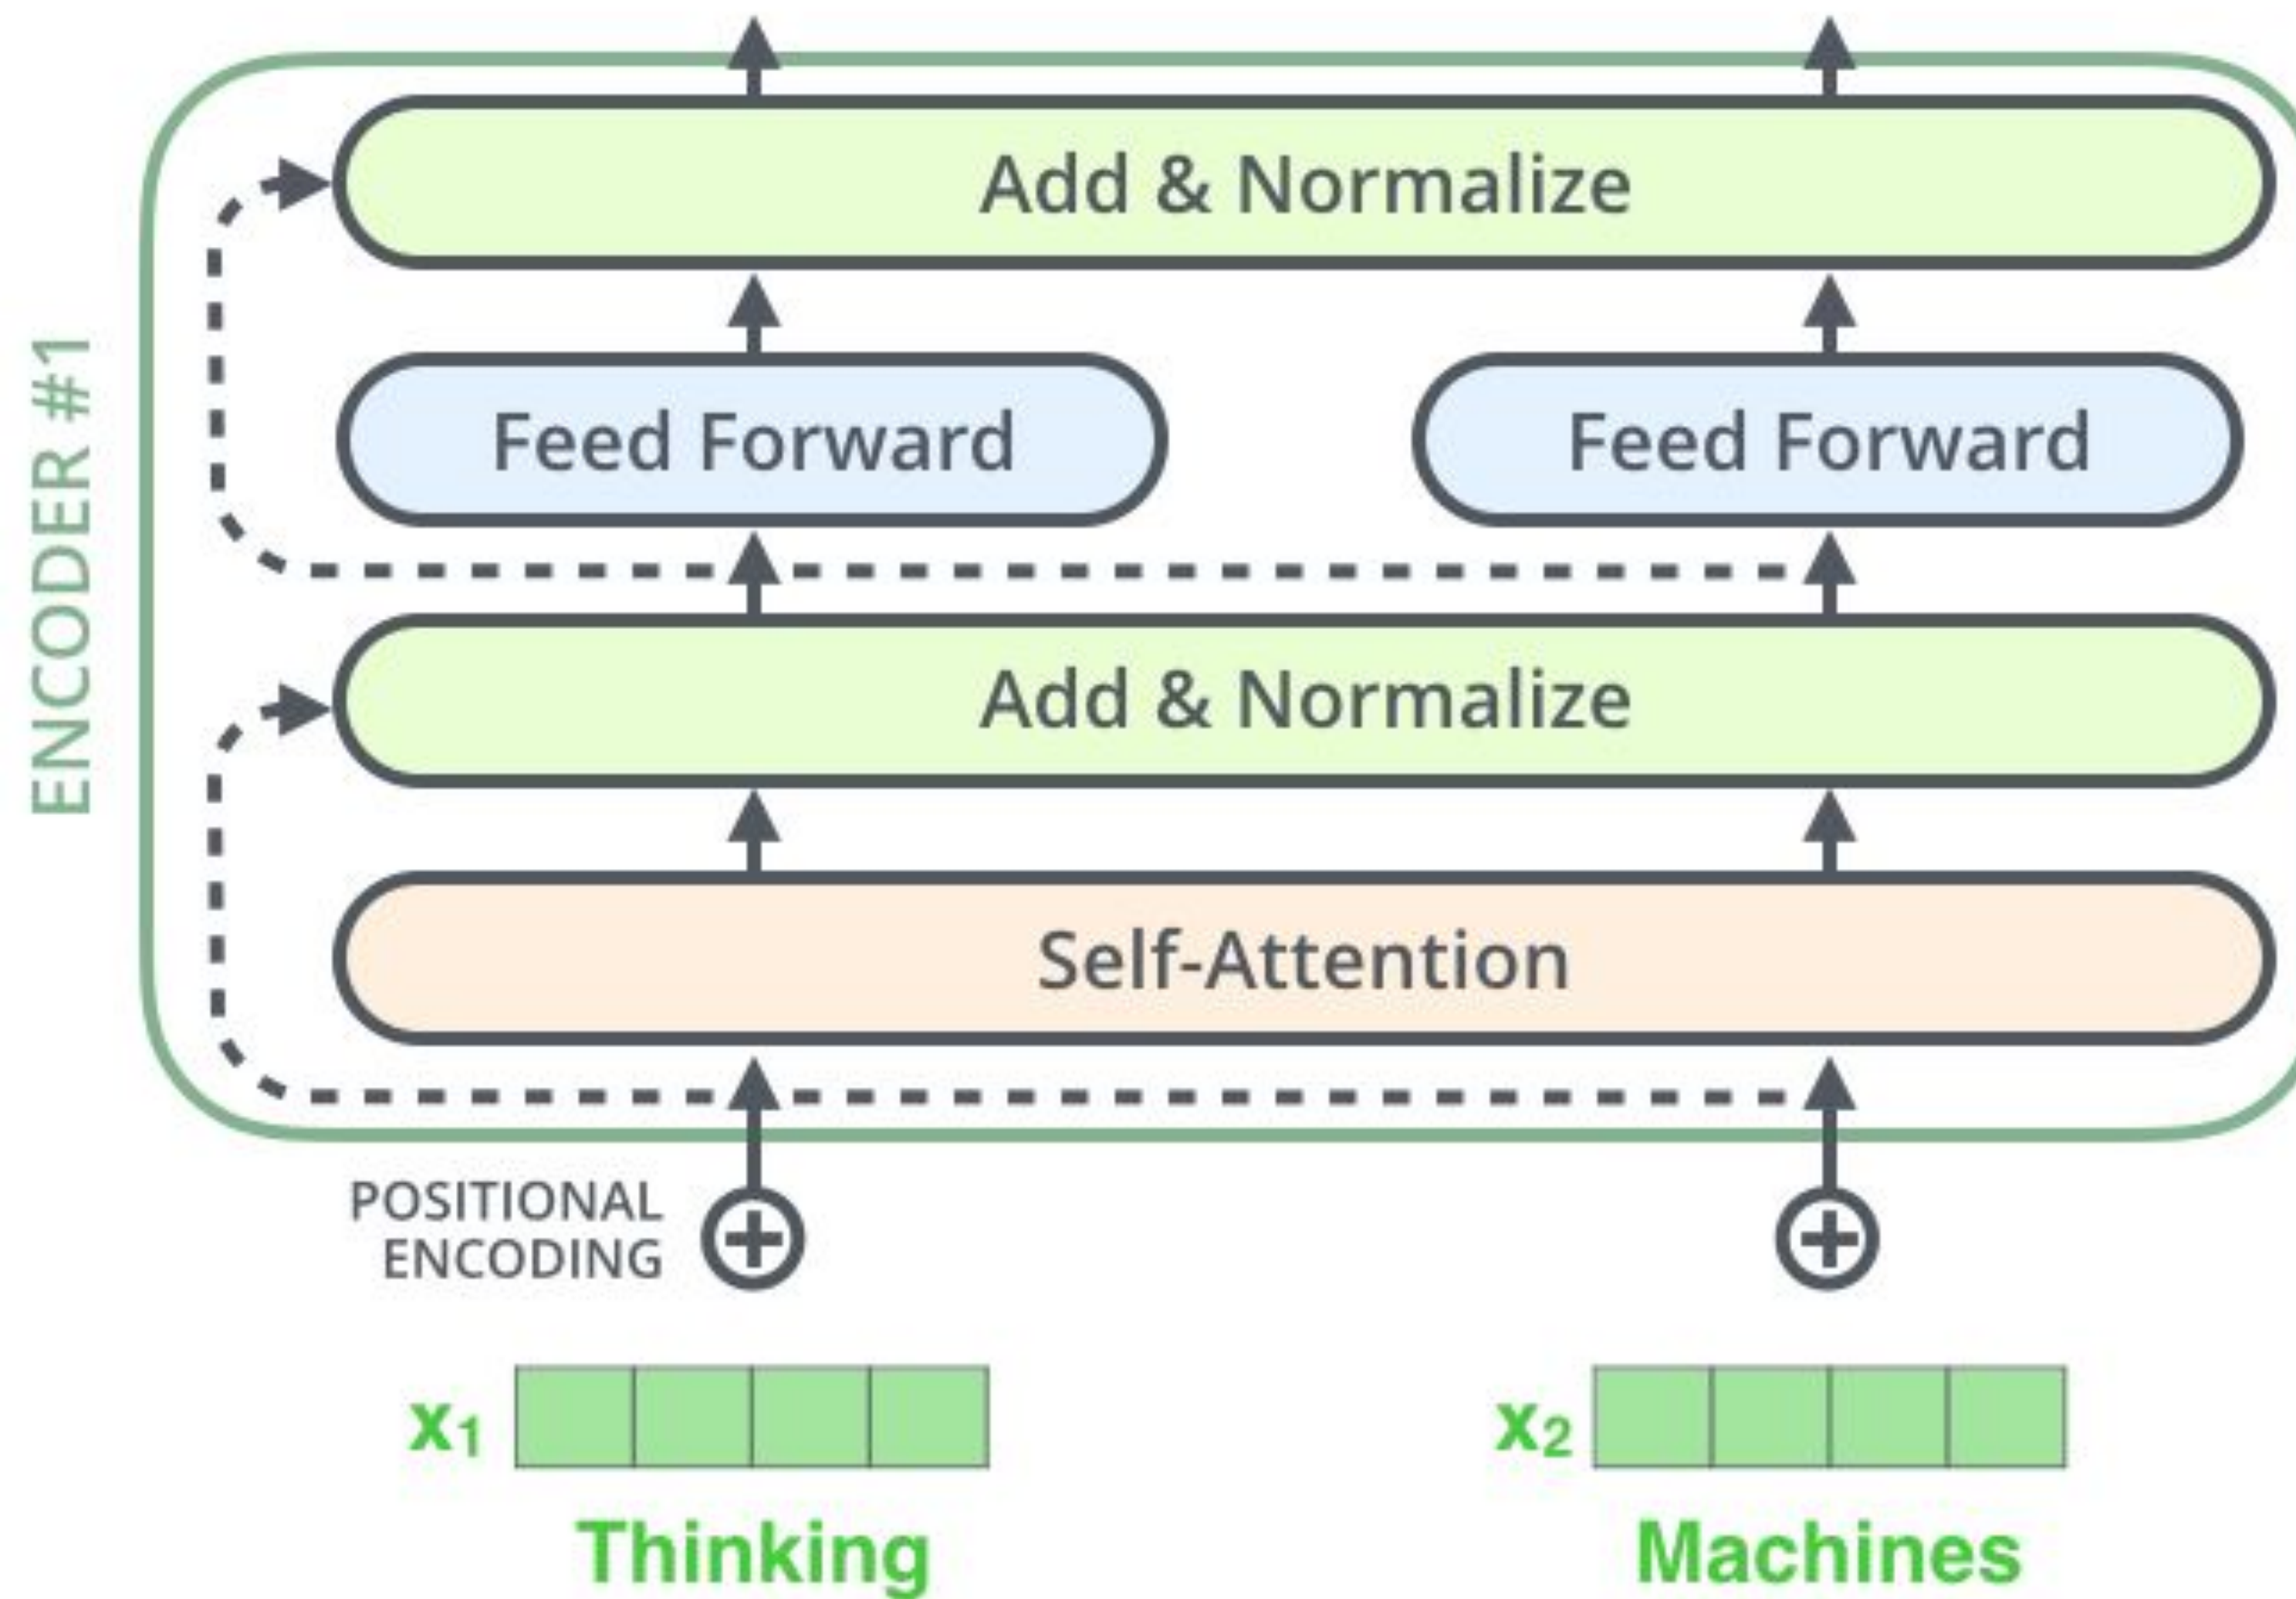 ENCODER #1
Add & Normalize
Feed Forward
Feed Forward
Add & Normalize
Self-Attention
POSITIONAL
ENCODING
x₁
x₂
Thinking
Machines